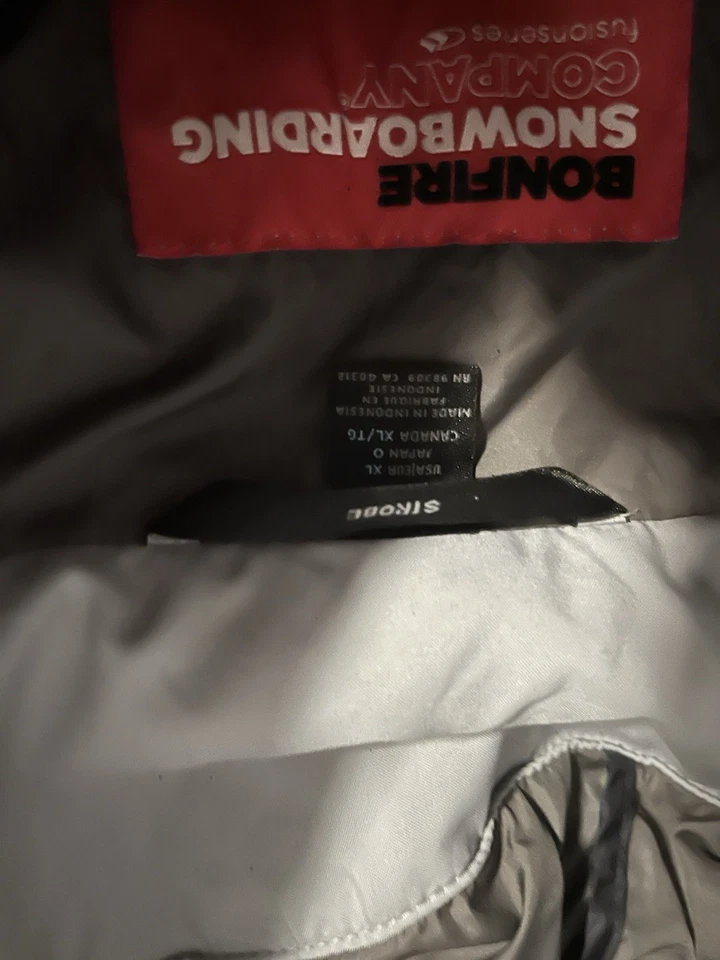 BONFIRE
SNOWBOARDING
COMPANY
fusionseries
STROBE
USA/EUR XL
JAPAN O
CANADA XL/TG
MADE IN INDONESIA
FABRIQUE EN
INDONESIE
RN 98309 CA 40312